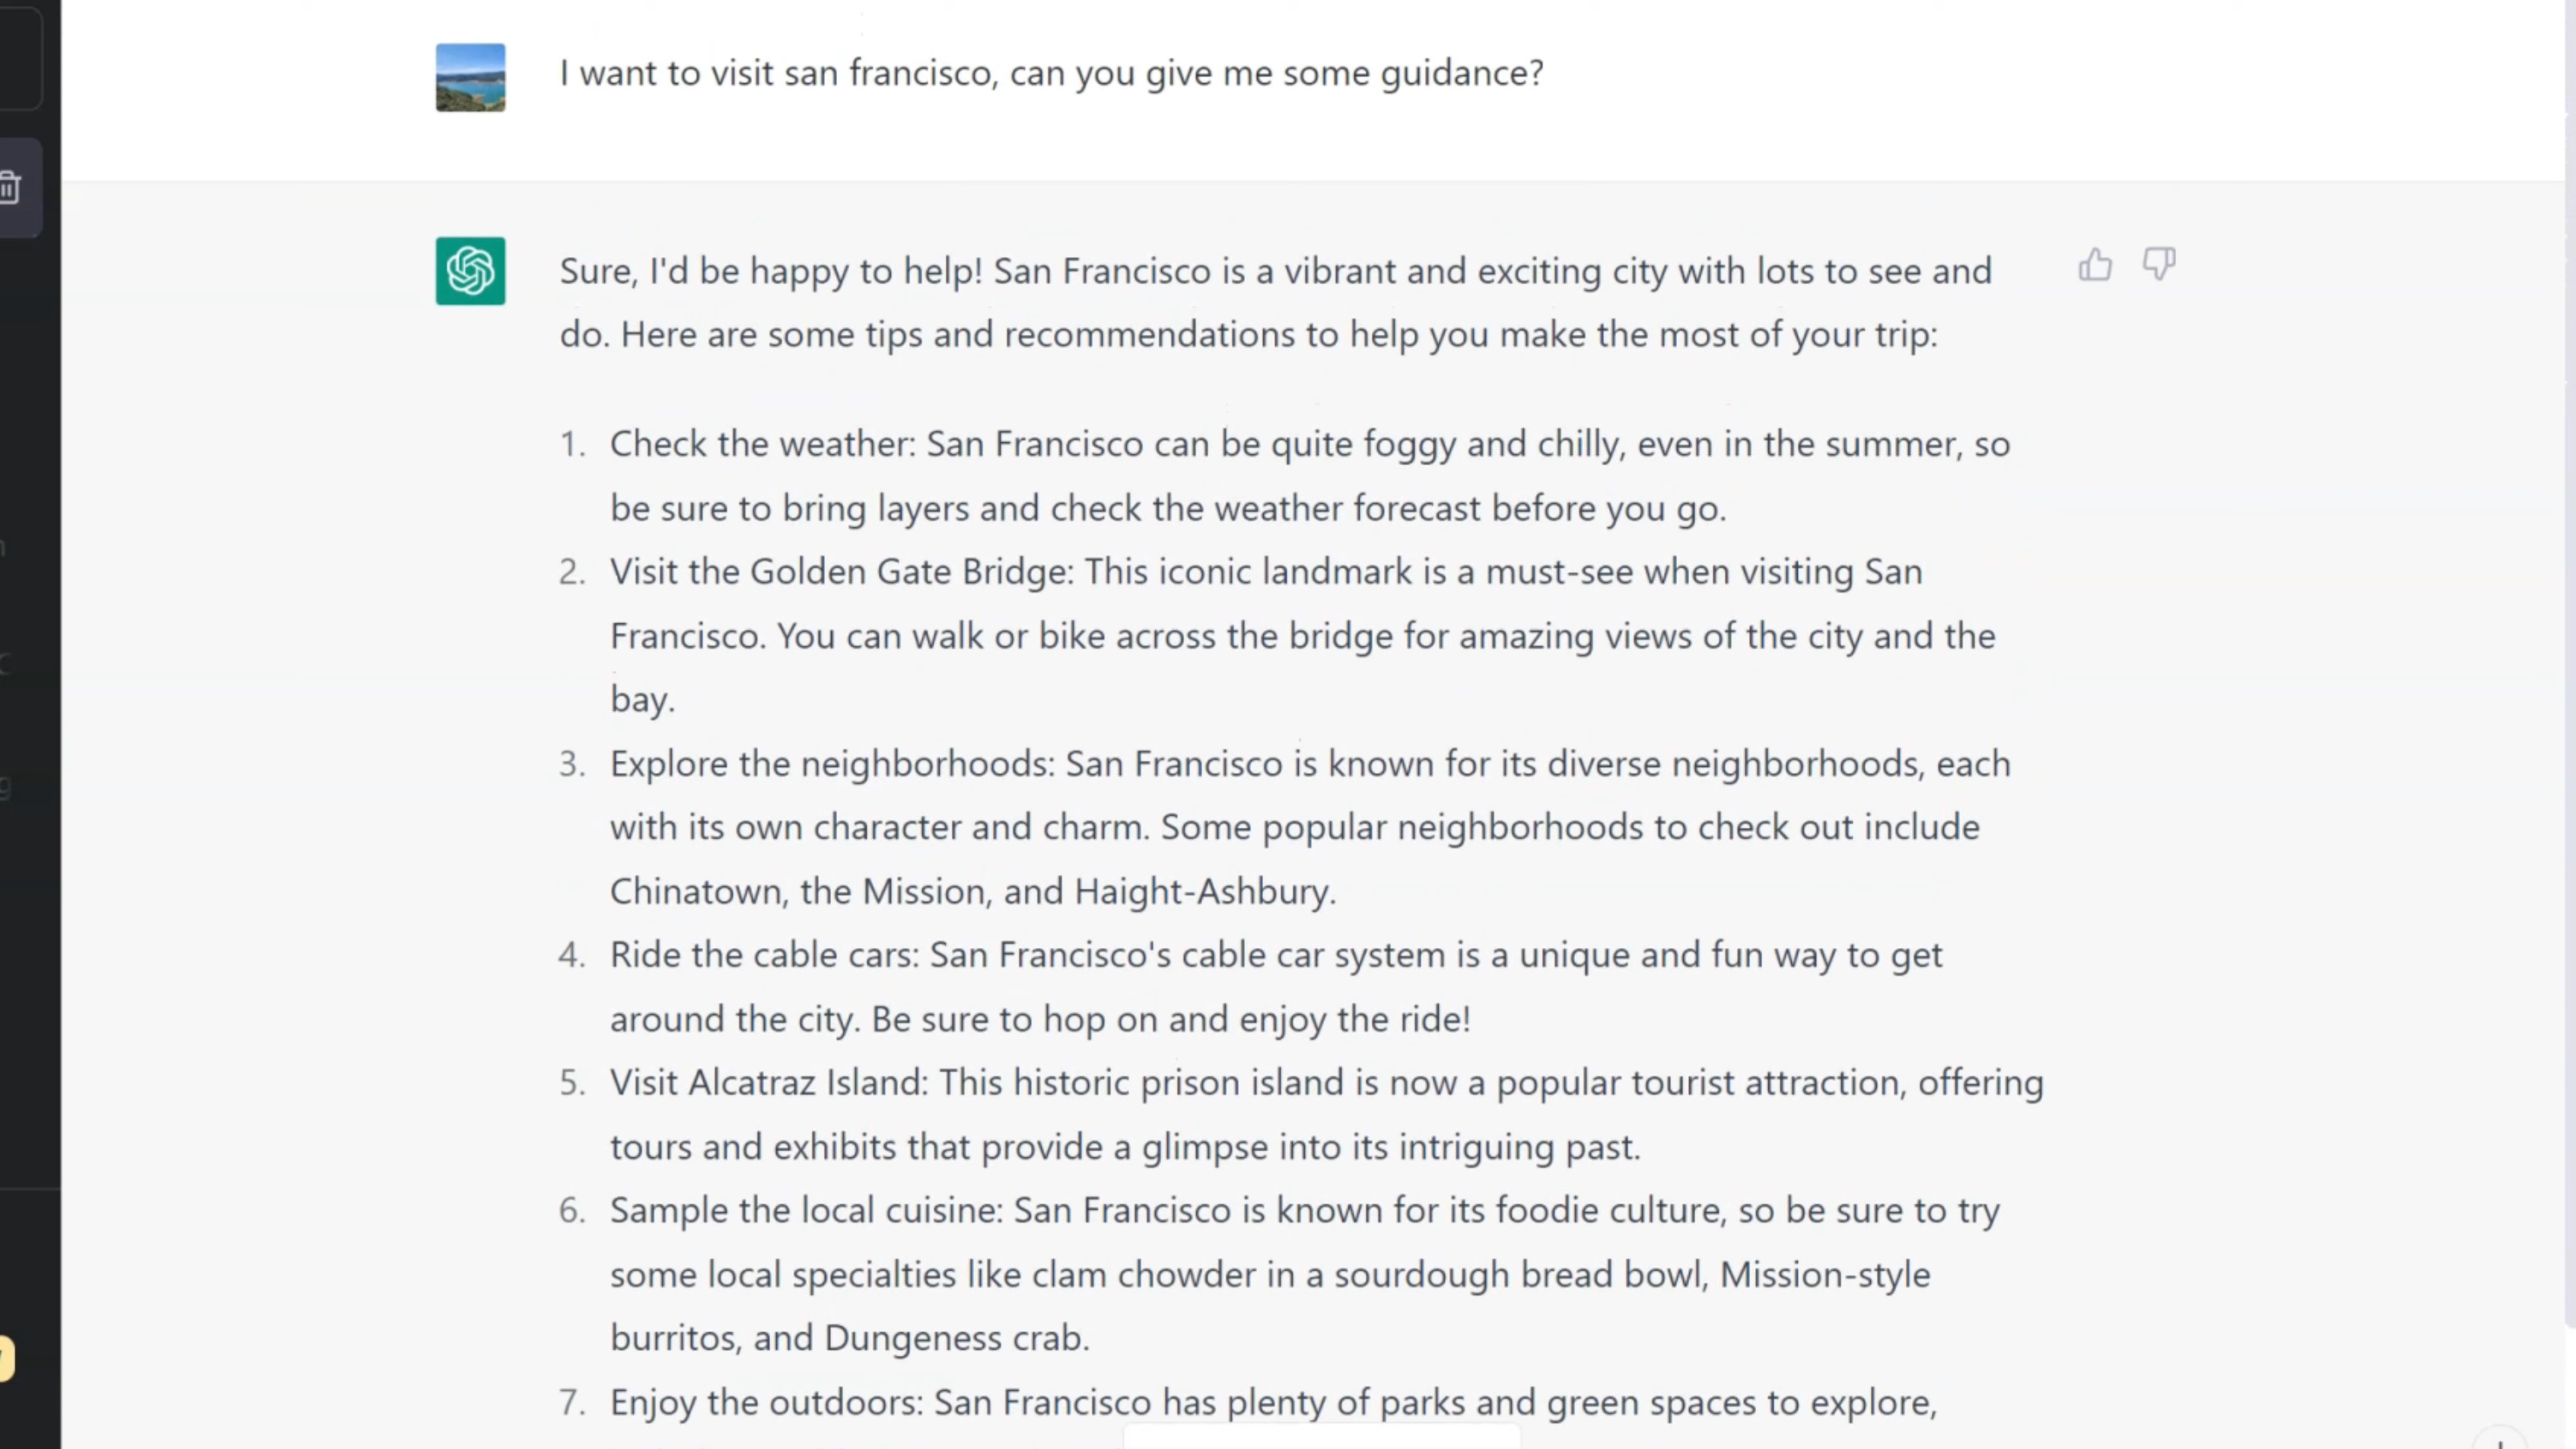 I want to visit san francisco, can you give me some guidance?
Sure, I'd be happy to help! San Francisco is a vibrant and exciting city with lots to see and
do. Here are some tips and recommendations to help you make the most of your trip:
1. Check the weather: San Francisco can be quite foggy and chilly, even in the summer, so
be sure to bring layers and check the weather forecast before you go.
2. Visit the Golden Gate Bridge: This iconic landmark is a must-see when visiting San
Francisco. You can walk or bike across the bridge for amazing views of the city and the
bay.
3. Explore the neighborhoods: San Francisco is known for its diverse neighborhoods, each
with its own character and charm. Some popular neighborhoods to check out include
Chinatown, the Mission, and Haight-Ashbury.
4. Ride the cable cars: San Francisco's cable car system is a unique and fun way to get
around the city. Be sure to hop on and enjoy the ride!
5. Visit Alcatraz Island: This historic prison island is now a popular tourist attraction, offering
tours and exhibits that provide a glimpse into its intriguing past.
6. Sample the local cuisine: San Francisco is known for its foodie culture, so be sure to try
some local specialties like clam chowder in a sourdough bread bowl, Mission-style
burritos, and Dungeness crab.
7. Enjoy the outdoors: San Francisco has plenty of parks and green spaces to explore,